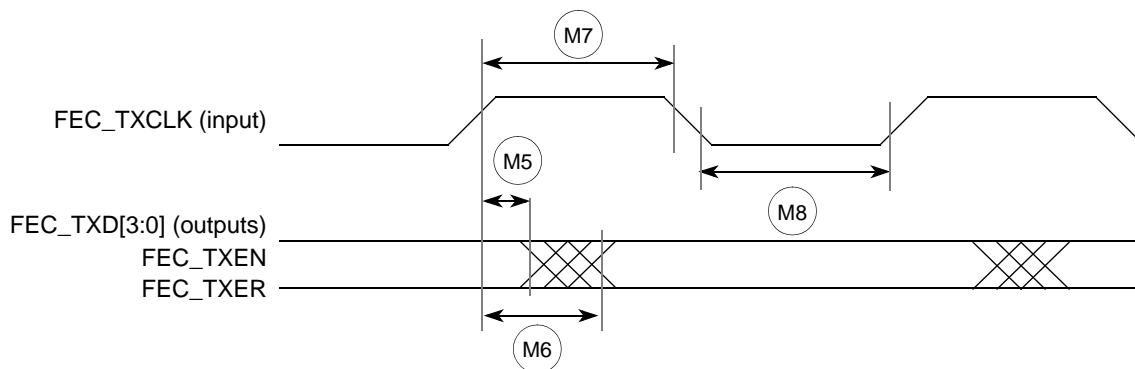 M7
FEC_TXCLK (input)
M5
M8
FEC_TXD[3:0] (outputs)
FEC_TXEN
FEC_TXER
M6